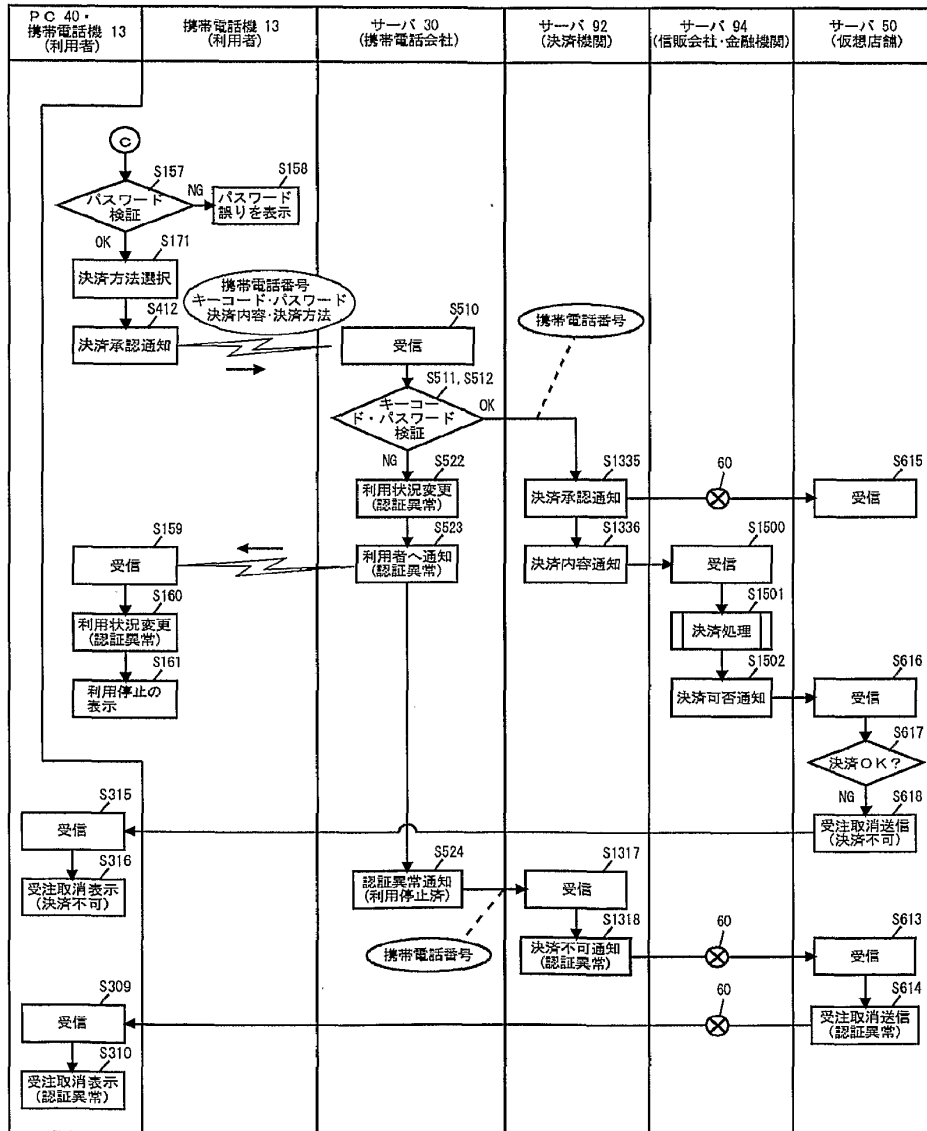 PC 40・
携帯電話機 13
(利用者)
携帯電話機 13
(利用者)
サーバ 30
(携帯電話会社)
サーバ 92
(決済機関)
サーバ 94
(信販会社・金融機関)
サーバ 50
(仮想店舗)
C
S157
パスワード
検証
NG
S158
パスワード
誤りを表示
OK
S171
決済方法選択
携帯電話番号
キーコード・パスワード
決済内容・決済方法
S412
決済承認通知
S510
受信
携帯電話番号
S511, S512
キーコー
ド・パスワード
検証
OK
NG
S522
利用状況変更
(認証異常)
S1335
決済承認通知
60
S615
受信
S523
利用者へ通知
(認証異常)
S1336
決済内容通知
S1500
受信
S159
受信
S160
利用状況変更
(認証異常)
S1501
決済処理
S161
利用停止の
表示
S1502
決済可否通知
S616
受信
S617
決済OK?
NG
S618
受注取消送信
(決済不可)
S315
受信
S316
受注取消表示
(決済不可)
S524
認証異常通知
(利用停止済)
S1317
受信
携帯電話番号
S1318
決済不可通知
(認証異常)
60
S613
受信
S309
受信
60
S614
受注取消送信
(認証異常)
S310
受注取消表示
(認証異常)